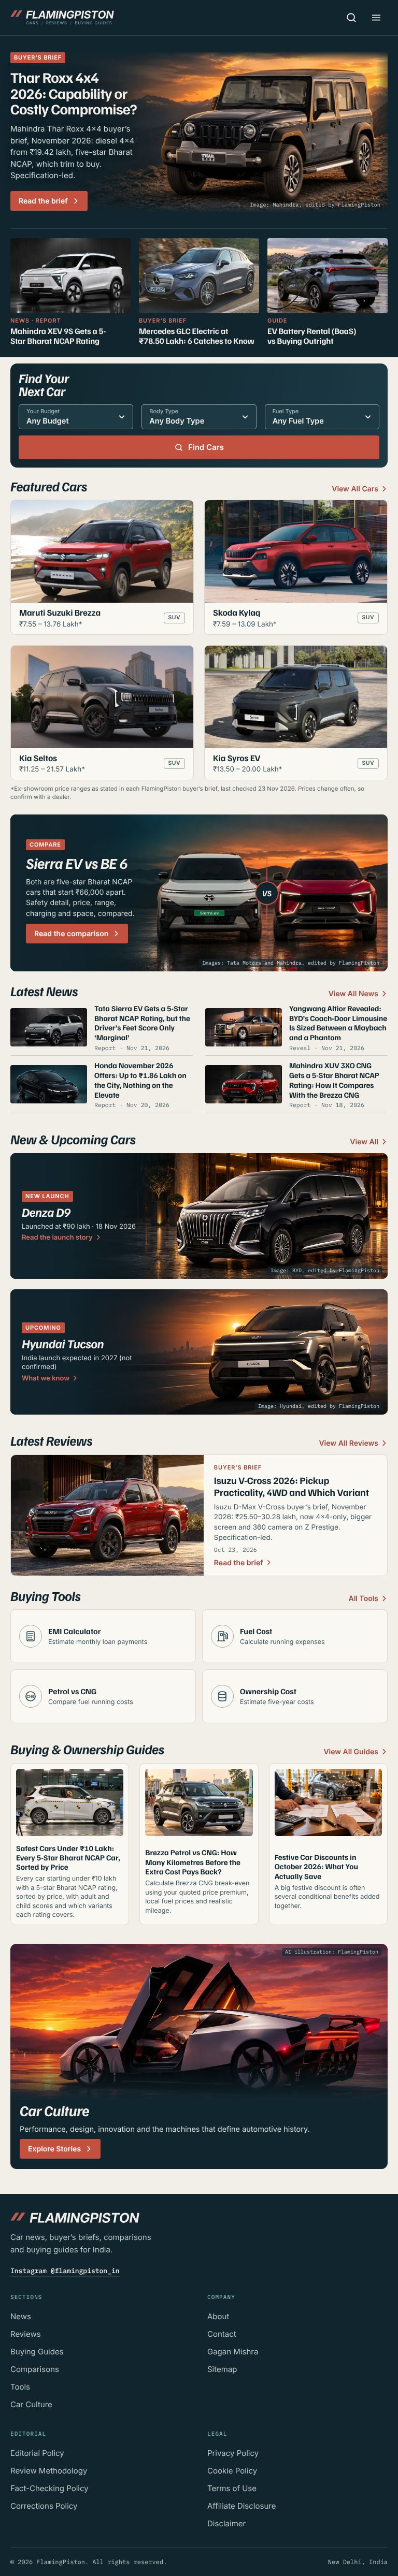 FLAMINGPISTON
CARS · REVIEWS · BUYING GUIDES
BUYER'S BRIEF
Thar Roxx 4x4
2026: Capability or
Costly Compromise?
Mahindra Thar Roxx 4×4 buyer's
brief, November 2026: diesel 4×4
from ₹19.42 lakh, five-star Bharat
NCAP, which trim to buy.
Specification-led.
Read the brief
Image: Mahindra, edited by FlamingPiston
NEWS · REPORT
Mahindra XEV 9S Gets a 5-
Star Bharat NCAP Rating
BUYER'S BRIEF
Mercedes GLC Electric at
₹78.50 Lakh: 6 Catches to Know
GUIDE
EV Battery Rental (BaaS)
vs Buying Outright
Find Your
Next Car
Your Budget
Any Budget
Body Type
Any Body Type
Fuel Type
Any Fuel Type
Find Cars
Featured Cars
View All Cars
Maruti Suzuki Brezza
₹7.55 – 13.76 Lakh*
SUV
Skoda Kylaq
₹7.59 – 13.09 Lakh*
SUV
Kia Seltos
₹11.25 – 21.57 Lakh*
SUV
Kia Syros EV
₹13.50 – 20.00 Lakh*
SUV
*Ex-showroom price ranges as stated in each FlamingPiston buyer's brief, last checked 23 Nov 2026. Prices change often, so
confirm with a dealer.
COMPARE
Sierra EV vs BE 6
Both are five-star Bharat NCAP
cars that start ₹66,000 apart.
Safety detail, price, range,
charging and space, compared.
Read the comparison
VS
Images: Tata Motors and Mahindra, edited by FlamingPiston
Latest News
View All News
Tata Sierra EV Gets a 5-Star
Bharat NCAP Rating, but the
Driver's Feet Score Only
'Marginal'
Report · Nov 21, 2026
Yangwang Altior Revealed:
BYD's Coach-Door Limousine
Is Sized Between a Maybach
and a Phantom
Reveal · Nov 21, 2026
Honda November 2026
Offers: Up to ₹1.86 Lakh on
the City, Nothing on the
Elevate
Report · Nov 20, 2026
Mahindra XUV 3XO CNG
Gets a 5-Star Bharat NCAP
Rating: How It Compares
With the Brezza CNG
Report · Nov 18, 2026
New & Upcoming Cars
View All
NEW LAUNCH
Denza D9
Launched at ₹90 lakh · 18 Nov 2026
Read the launch story
Image: BYD, edited by FlamingPiston
UPCOMING
Hyundai Tucson
India launch expected in 2027 (not
confirmed)
What we know
Image: Hyundai, edited by FlamingPiston
Latest Reviews
View All Reviews
BUYER'S BRIEF
Isuzu V-Cross 2026: Pickup
Practicality, 4WD and Which Variant
Isuzu D-Max V-Cross buyer's brief, November
2026: ₹25.50–30.28 lakh, now 4x4-only, bigger
screen and 360 camera on Z Prestige.
Specification-led.
Oct 23, 2026
Read the brief
Buying Tools
All Tools
EMI Calculator
Estimate monthly loan payments
Fuel Cost
Calculate running expenses
Petrol vs CNG
Compare fuel running costs
Ownership Cost
Estimate five-year costs
Buying & Ownership Guides
View All Guides
Safest Cars Under ₹10 Lakh:
Every 5-Star Bharat NCAP Car,
Sorted by Price
Every car starting under ₹10 lakh
with a 5-star Bharat NCAP rating,
sorted by price, with adult and
child scores and which variants
each rating covers.
Brezza Petrol vs CNG: How
Many Kilometres Before the
Extra Cost Pays Back?
Calculate Brezza CNG break-even
using your quoted price premium,
local fuel prices and realistic
mileage.
Festive Car Discounts in
October 2026: What You
Actually Save
A big festive discount is often
several conditional benefits added
together.
AI illustration: FlamingPiston
Car Culture
Performance, design, innovation and the machines that define automotive history.
Explore Stories
FLAMINGPISTON
Car news, buyer's briefs, comparisons
and buying guides for India.
Instagram @flamingpiston_in
SECTIONS
News
Reviews
Buying Guides
Comparisons
Tools
Car Culture
COMPANY
About
Contact
Gagan Mishra
Sitemap
EDITORIAL
Editorial Policy
Review Methodology
Fact-Checking Policy
Corrections Policy
LEGAL
Privacy Policy
Cookie Policy
Terms of Use
Affiliate Disclosure
Disclaimer
© 2026 FlamingPiston. All rights reserved.
New Delhi, India